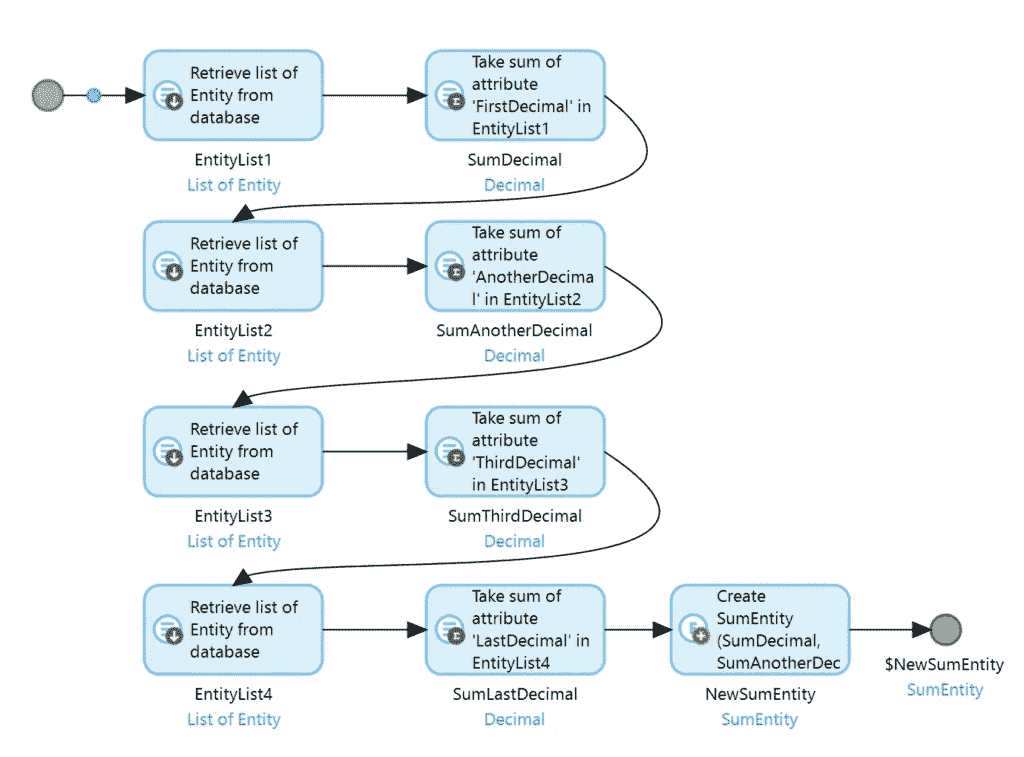 Retrieve list of
Entity from
database
EntityList1
List of Entity
Take sum of
attribute
'FirstDecimal' in
EntityList1
SumDecimal
Decimal
Retrieve list of
Entity from
database
EntityList2
List of Entity
Take sum of
attribute
'AnotherDecima
l' in EntityList2
SumAnotherDecimal
Decimal
Retrieve list of
Entity from
database
EntityList3
List of Entity
Take sum of
attribute
'ThirdDecimal'
in EntityList3
SumThirdDecimal
Decimal
Retrieve list of
Entity from
database
EntityList4
List of Entity
Take sum of
attribute
'LastDecimal' in
EntityList4
SumLastDecimal
Decimal
Create
SumEntity
(SumDecimal,
SumAnotherDec
NewSumEntity
SumEntity
$NewSumEntity
SumEntity